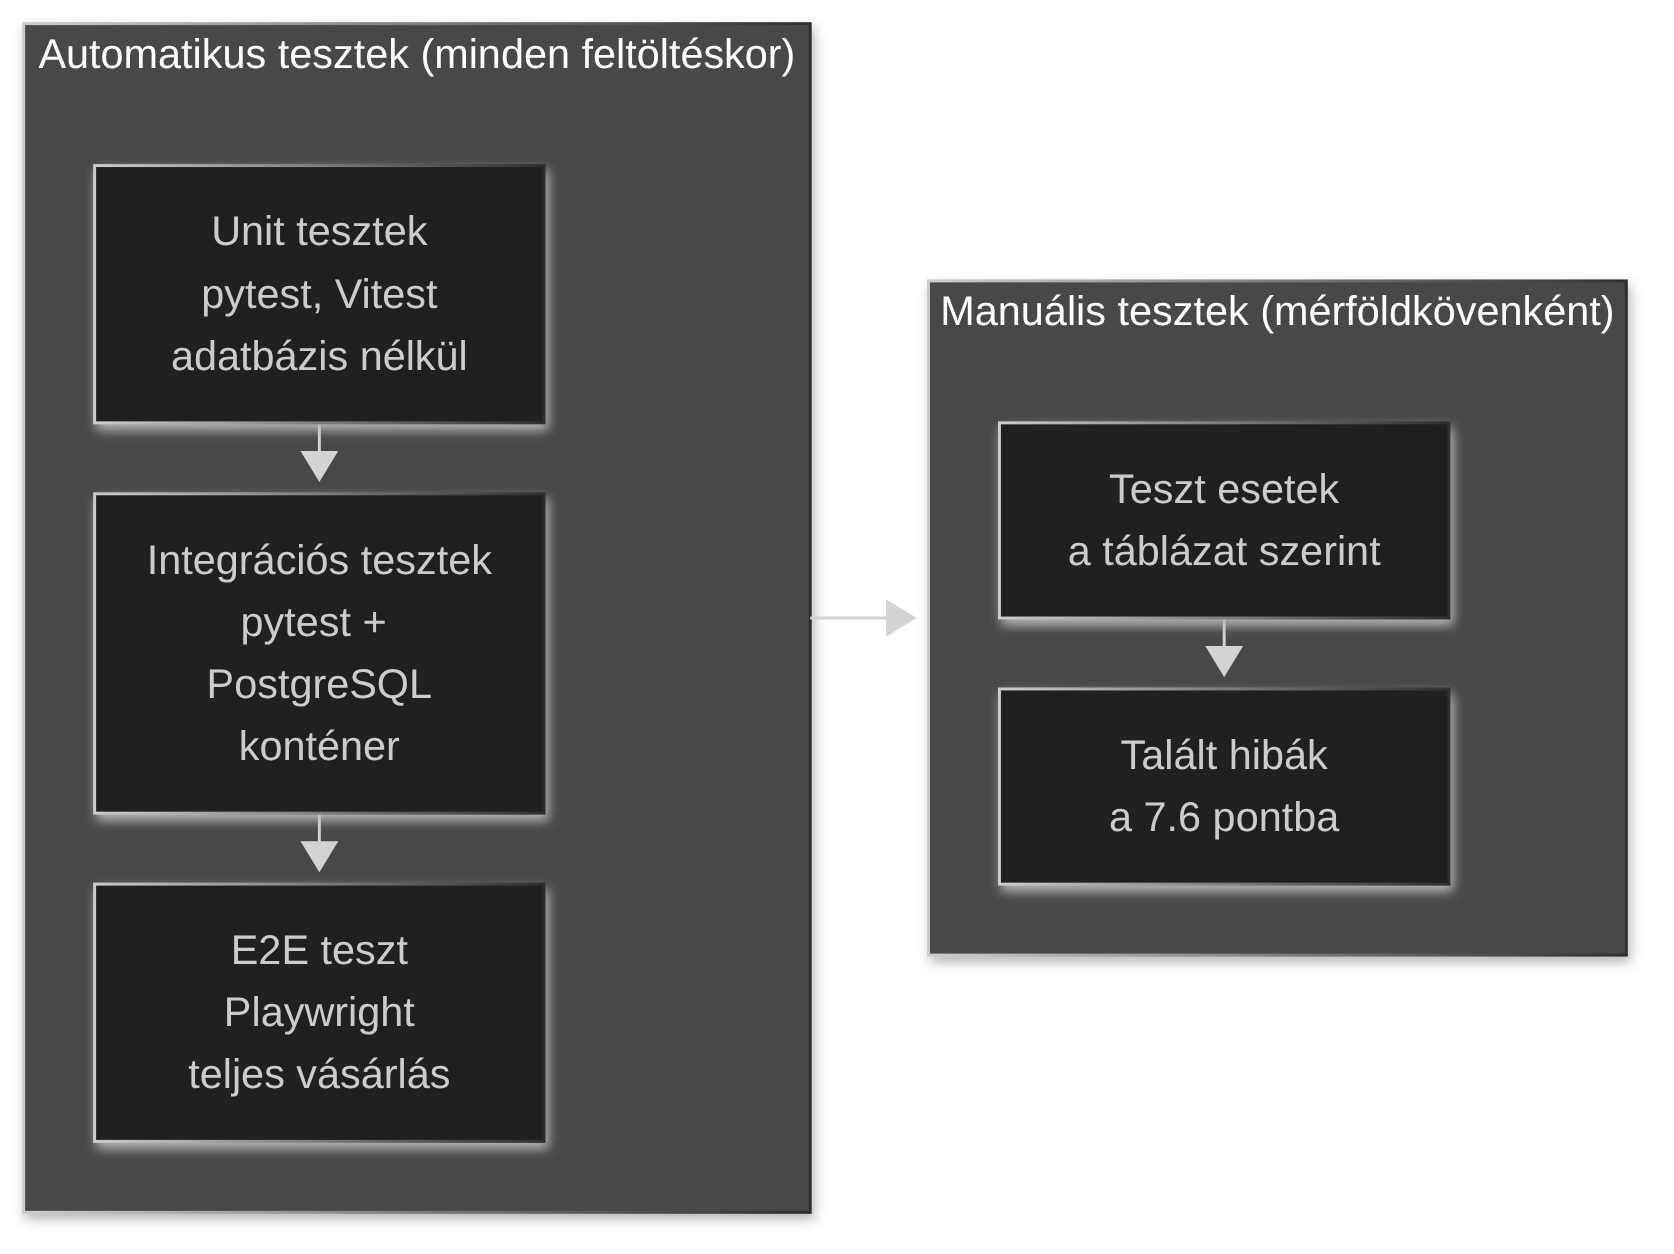 Automatikus tesztek (minden feltöltéskor)
Unit tesztek
pytest, Vitest
adatbázis nélkül
Integrációs tesztek
pytest +
PostgreSQL
konténer
E2E teszt
Playwright
teljes vásárlás
Manuális tesztek (mérföldkövenként)
Teszt esetek
a táblázat szerint
Talált hibák
a 7.6 pontba